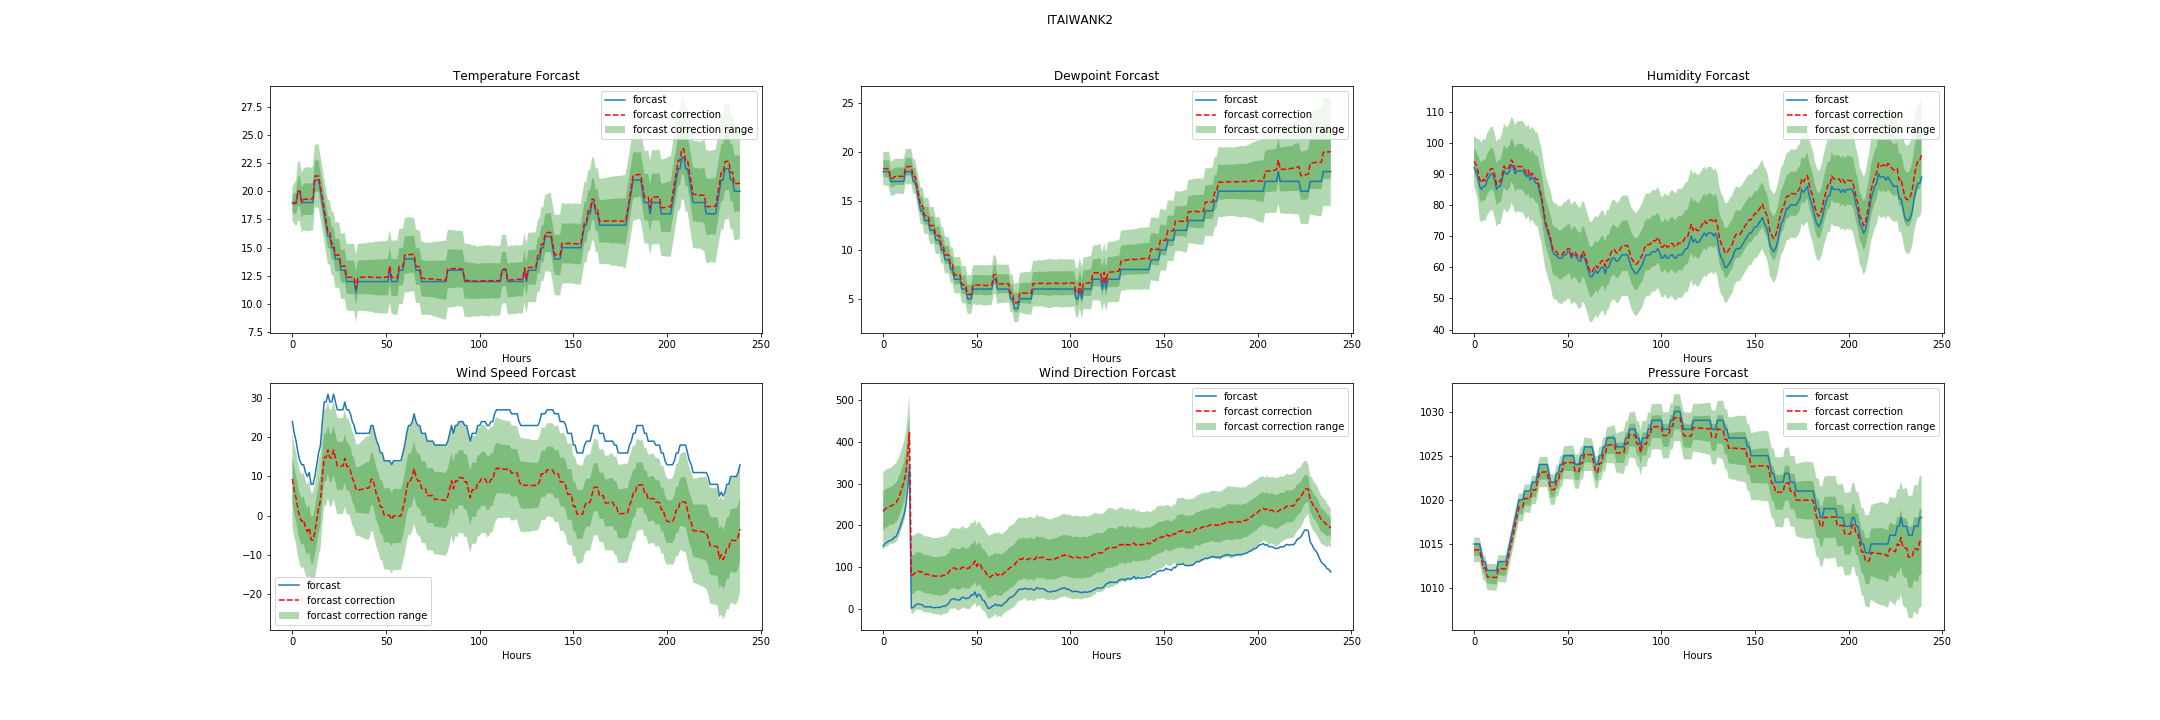 ITAIWANK2
Temperature Forcast
27.5
25.0
22.5
20.0
17.5
15.0
12.5
10.0
7.5
forcast
forcast correction
forcast correction range
0 50 100 150 200 250
Hours
Dewpoint Forcast
25
20
15
10
5
forcast
forcast correction
forcast correction range
0 50 100 150 200 250
Hours
Humidity Forcast
110
100
90
80
70
60
50
40
forcast
forcast correction
forcast correction range
0 50 100 150 200 250
Hours
Wind Speed Forcast
30
20
10
0
−10
−20
forcast
forcast correction
forcast correction range
0 50 100 150 200 250
Hours
Wind Direction Forcast
500
400
300
200
100
0
forcast
forcast correction
forcast correction range
0 50 100 150 200 250
Hours
Pressure Forcast
1030
1025
1020
1015
1010
forcast
forcast correction
forcast correction range
0 50 100 150 200 250
Hours